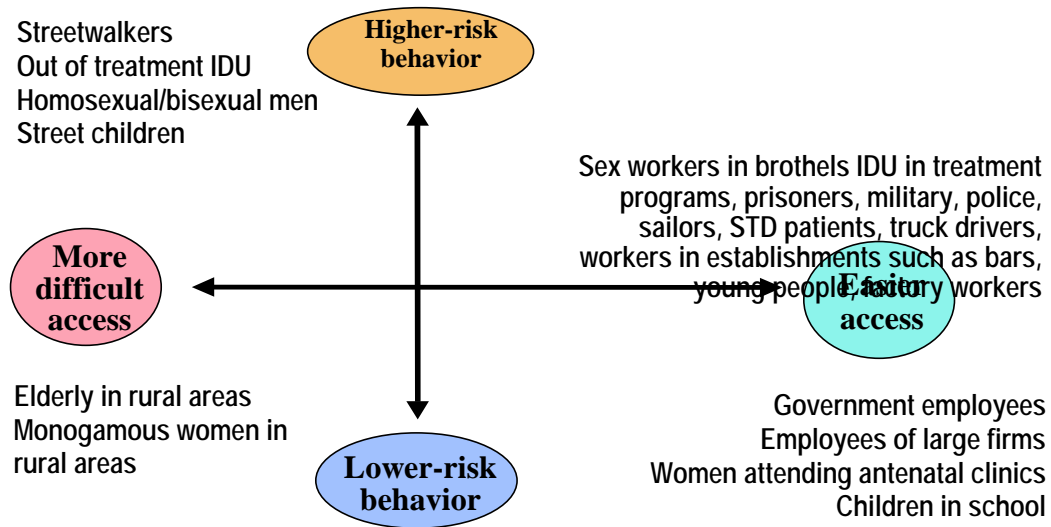 Streetwalkers
Out of treatment IDU
Homosexual/bisexual men
Street children
Higher-risk
behavior
Sex workers in brothels IDU in treatment
programs, prisoners, military, police,
sailors, STD patients, truck drivers,
workers in establishments such as bars,
young people, factory workers
More
difficult
access
Easier
access
Elderly in rural areas
Monogamous women in
rural areas
Lower-risk
behavior
Government employees
Employees of large firms
Women attending antenatal clinics
Children in school